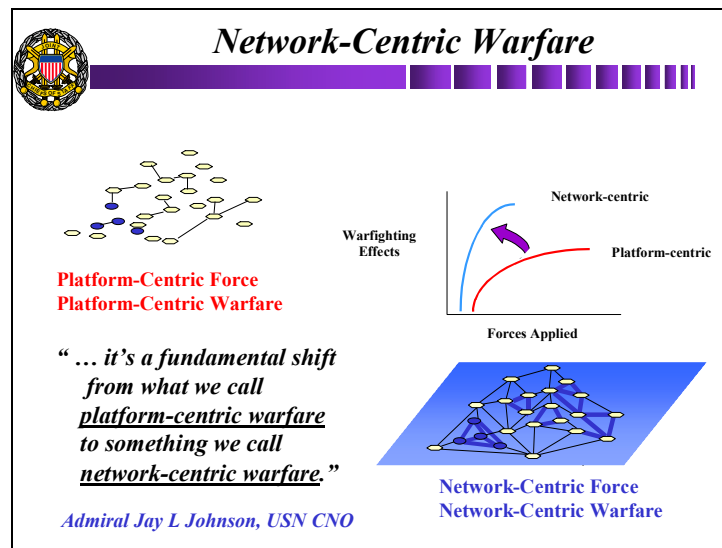 Network-Centric Warfare
Platform-Centric Force
Platform-Centric Warfare
Network-centric
Warfighting
Effects
Platform-centric
Forces Applied
“ … it’s a fundamental shift
from what we call
platform-centric warfare
to something we call
network-centric warfare.”
Admiral Jay L Johnson, USN CNO
Network-Centric Force
Network-Centric Warfare